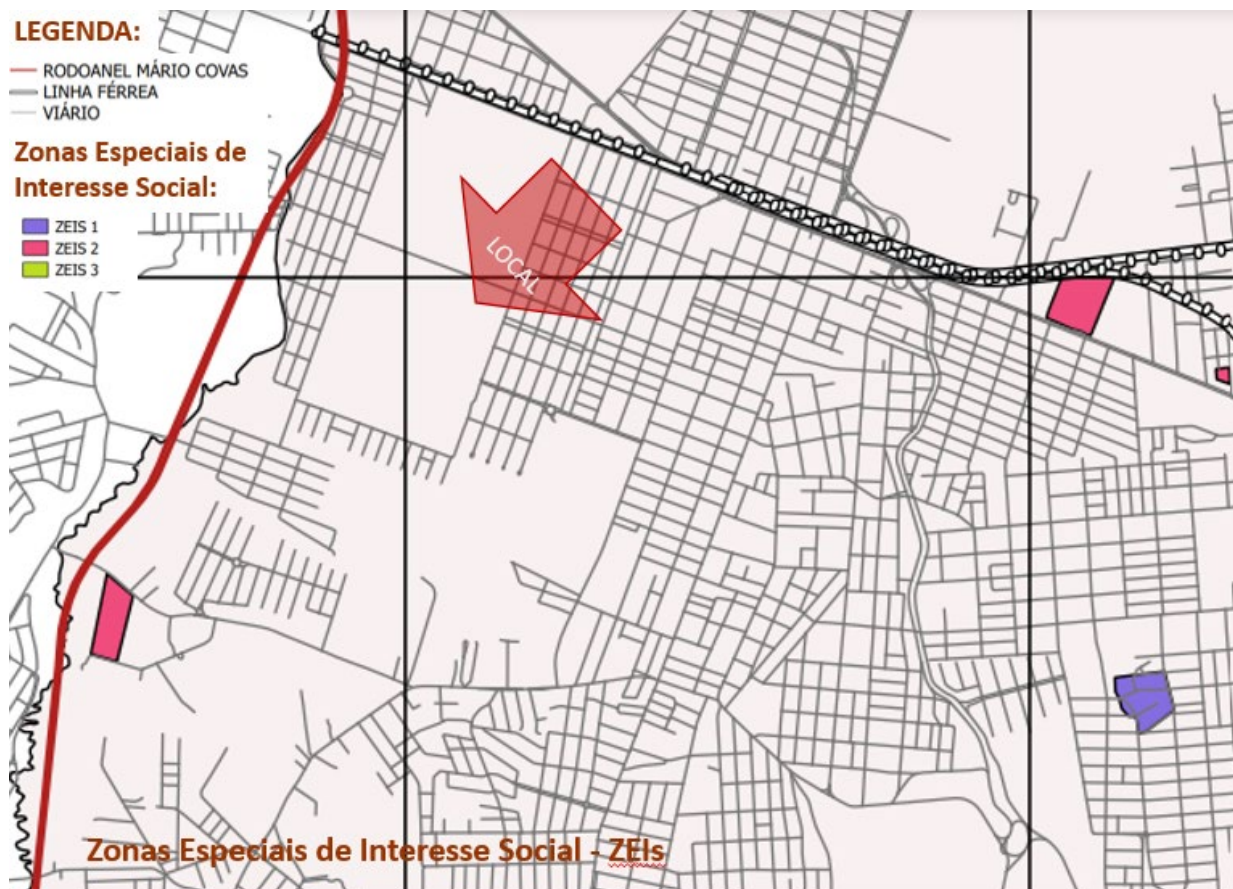 LEGENDA:
RODOANEL MÁRIO COVAS
LINHA FÉRREA
VIÁRIO
Zonas Especiais de
Interesse Social:
ZEIS 1
ZEIS 2
ZEIS 3
LOCAL
Zonas Especiais de Interesse Social - ZEIs